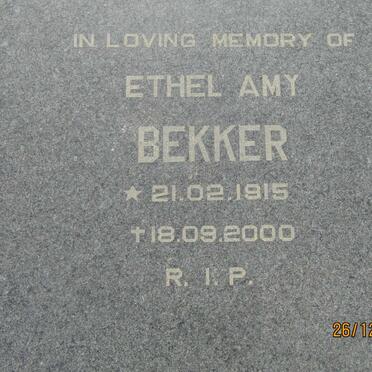 IN LOVING MEMORY OF
ETHEL AMY
BEKKER
★ 21.02.1915
✝18.09.2000
R. I. P.
26/12